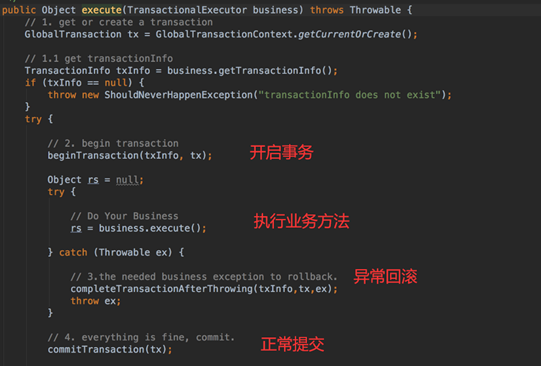 public Object execute(TransactionalExecutor business) throws Throwable {
// 1. get or create a transaction
GlobalTransaction tx = GlobalTransactionContext.getCurrentOrCreate();
// 1.1 get transactionInfo
TransactionInfo txInfo = business.getTransactionInfo();
if (txInfo == null) {
throw new ShouldNeverHappenException("transactionInfo does not exist");
}
try {
// 2. begin transaction
beginTransaction(txInfo, tx); 开启事务
Object rs = null;
try {
// Do Your Business
rs = business.execute(); 执行业务方法
} catch (Throwable ex) {
// 3.the needed business exception to rollback. 异常回滚
completeTransactionAfterThrowing(txInfo,tx,ex);
throw ex;
}
// 4. everything is fine, commit.
commitTransaction(tx); 正常提交